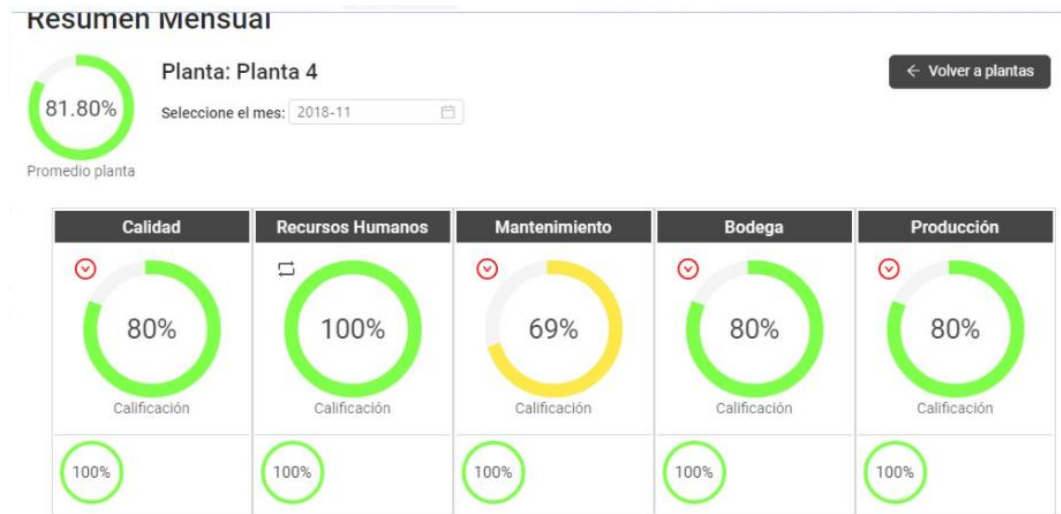 Resumen Mensual
81.80%
Promedio planta
Planta: Planta 4
Seleccione el mes: 2018-11
← Volver a plantas
Calidad Recursos Humanos Mantenimiento Bodega Producción
80% 100% 69% 80% 80%
Calificación Calificación Calificación Calificación Calificación
100% 100% 100% 100% 100%